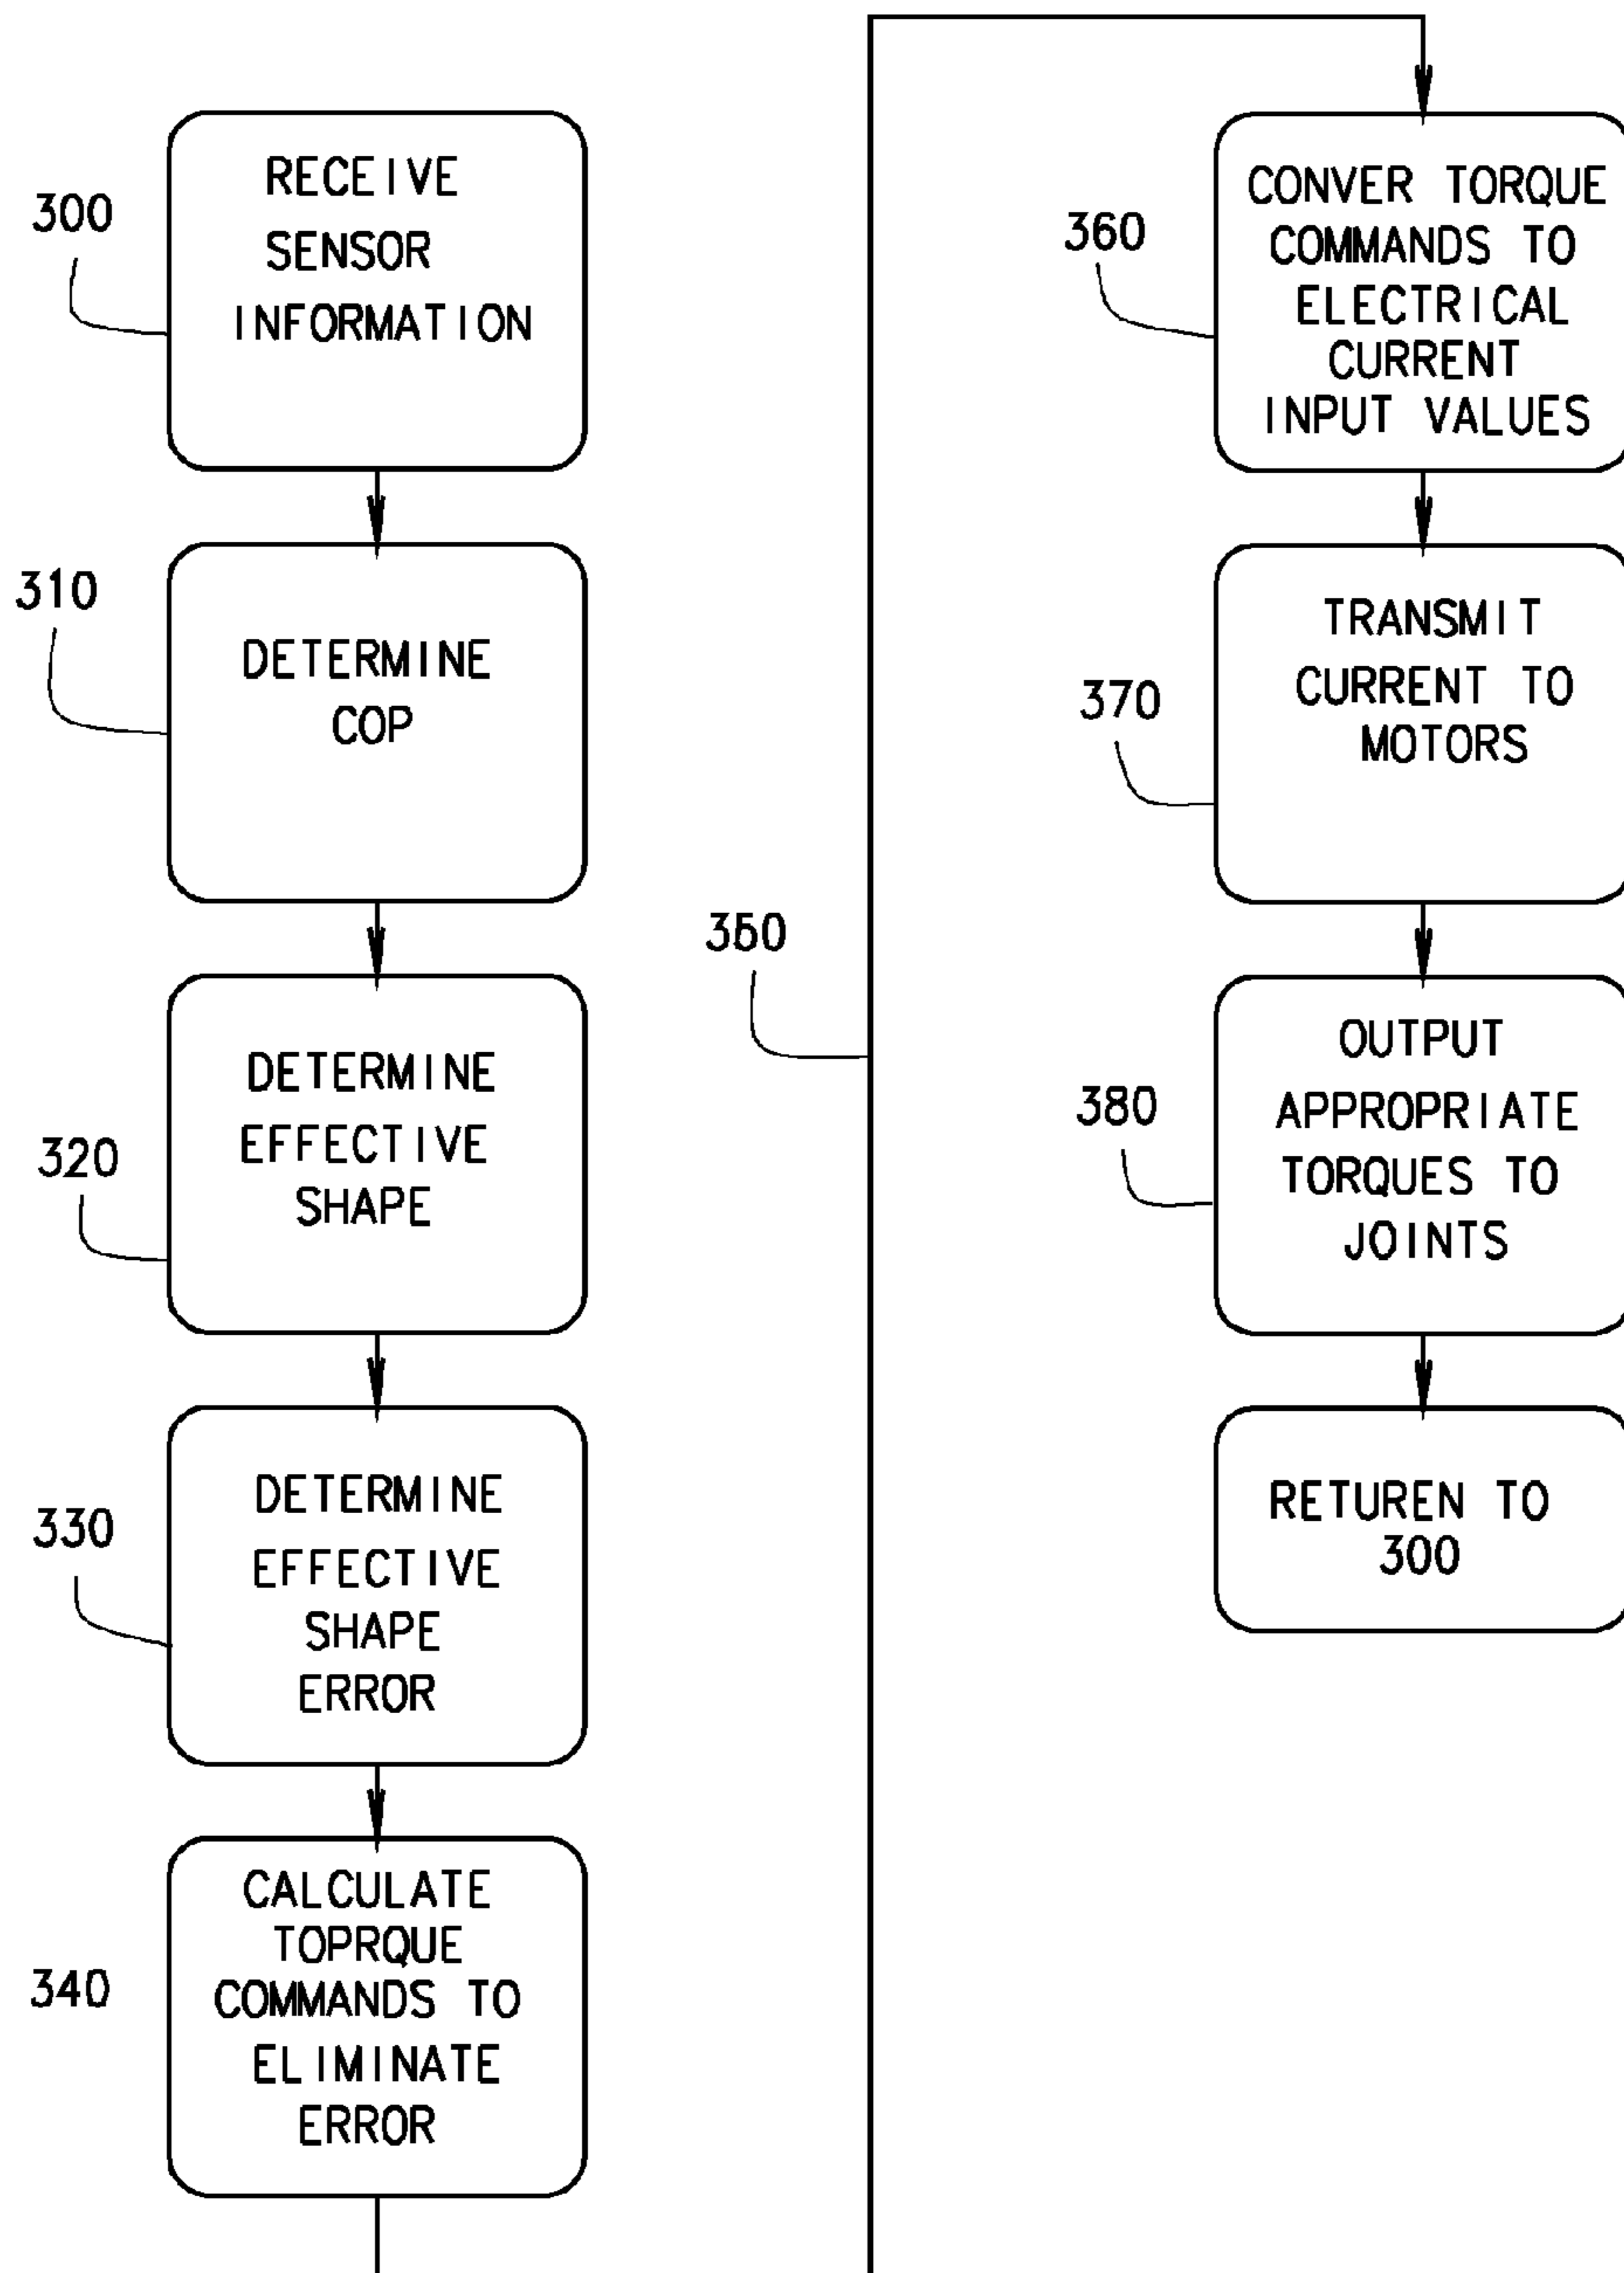 300
RECEIVE
SENSOR
INFORMATION
310
DETERMINE
COP
320
DETERMINE
EFFECTIVE
SHAPE
330
DETERMINE
EFFECTIVE
SHAPE
ERROR
340
CALCULATE
TOPRQUE
COMMANDS TO
ELIMINATE
ERROR
350
360
CONVER TORQUE
COMMANDS TO
ELECTRICAL
CURRENT
INPUT VALUES
370
TRANSMIT
CURRENT TO
MOTORS
380
OUTPUT
APPROPRIATE
TORQUES TO
JOINTS
RETUREN TO
300